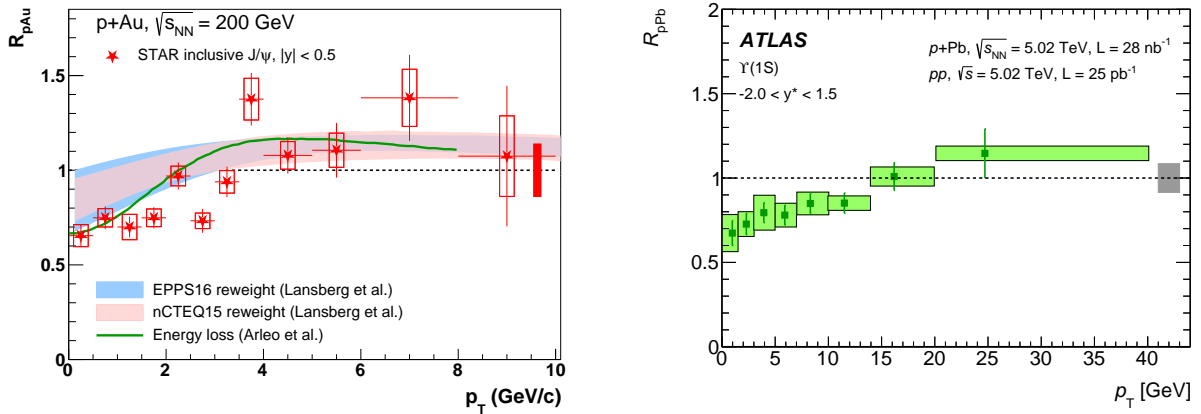 p+Au, √s_NN = 200 GeV
STAR inclusive J/ψ, |y| < 0.5
R_pAu
1.5
1
0.5
EPPS16 reweight (Lansberg et al.)
nCTEQ15 reweight (Lansberg et al.)
Energy loss (Arleo et al.)
0 2 4 6 8 10
p_T (GeV/c)
R_pPb
2
1.5
1
0.5
0
ATLAS
ϒ(1S)
-2.0 < y* < 1.5
p+Pb, √s_NN = 5.02 TeV, L = 28 nb⁻¹
pp, √s = 5.02 TeV, L = 25 pb⁻¹
0 5 10 15 20 25 30 35 40
p_T [GeV]